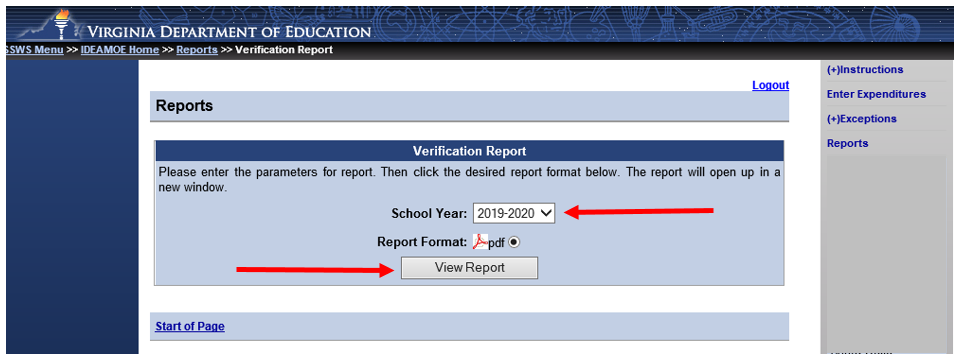 VIRGINIA DEPARTMENT OF EDUCATION
SSWS Menu >> IDEAMOE Home >> Reports >> Verification Report
Logout
Reports
Verification Report
Please enter the parameters for report. Then click the desired report format below. The report will open up in a
new window.
School Year: 2019-2020
Report Format: pdf
View Report
Start of Page
(+)Instructions
Enter Expenditures
(+)Exceptions
Reports